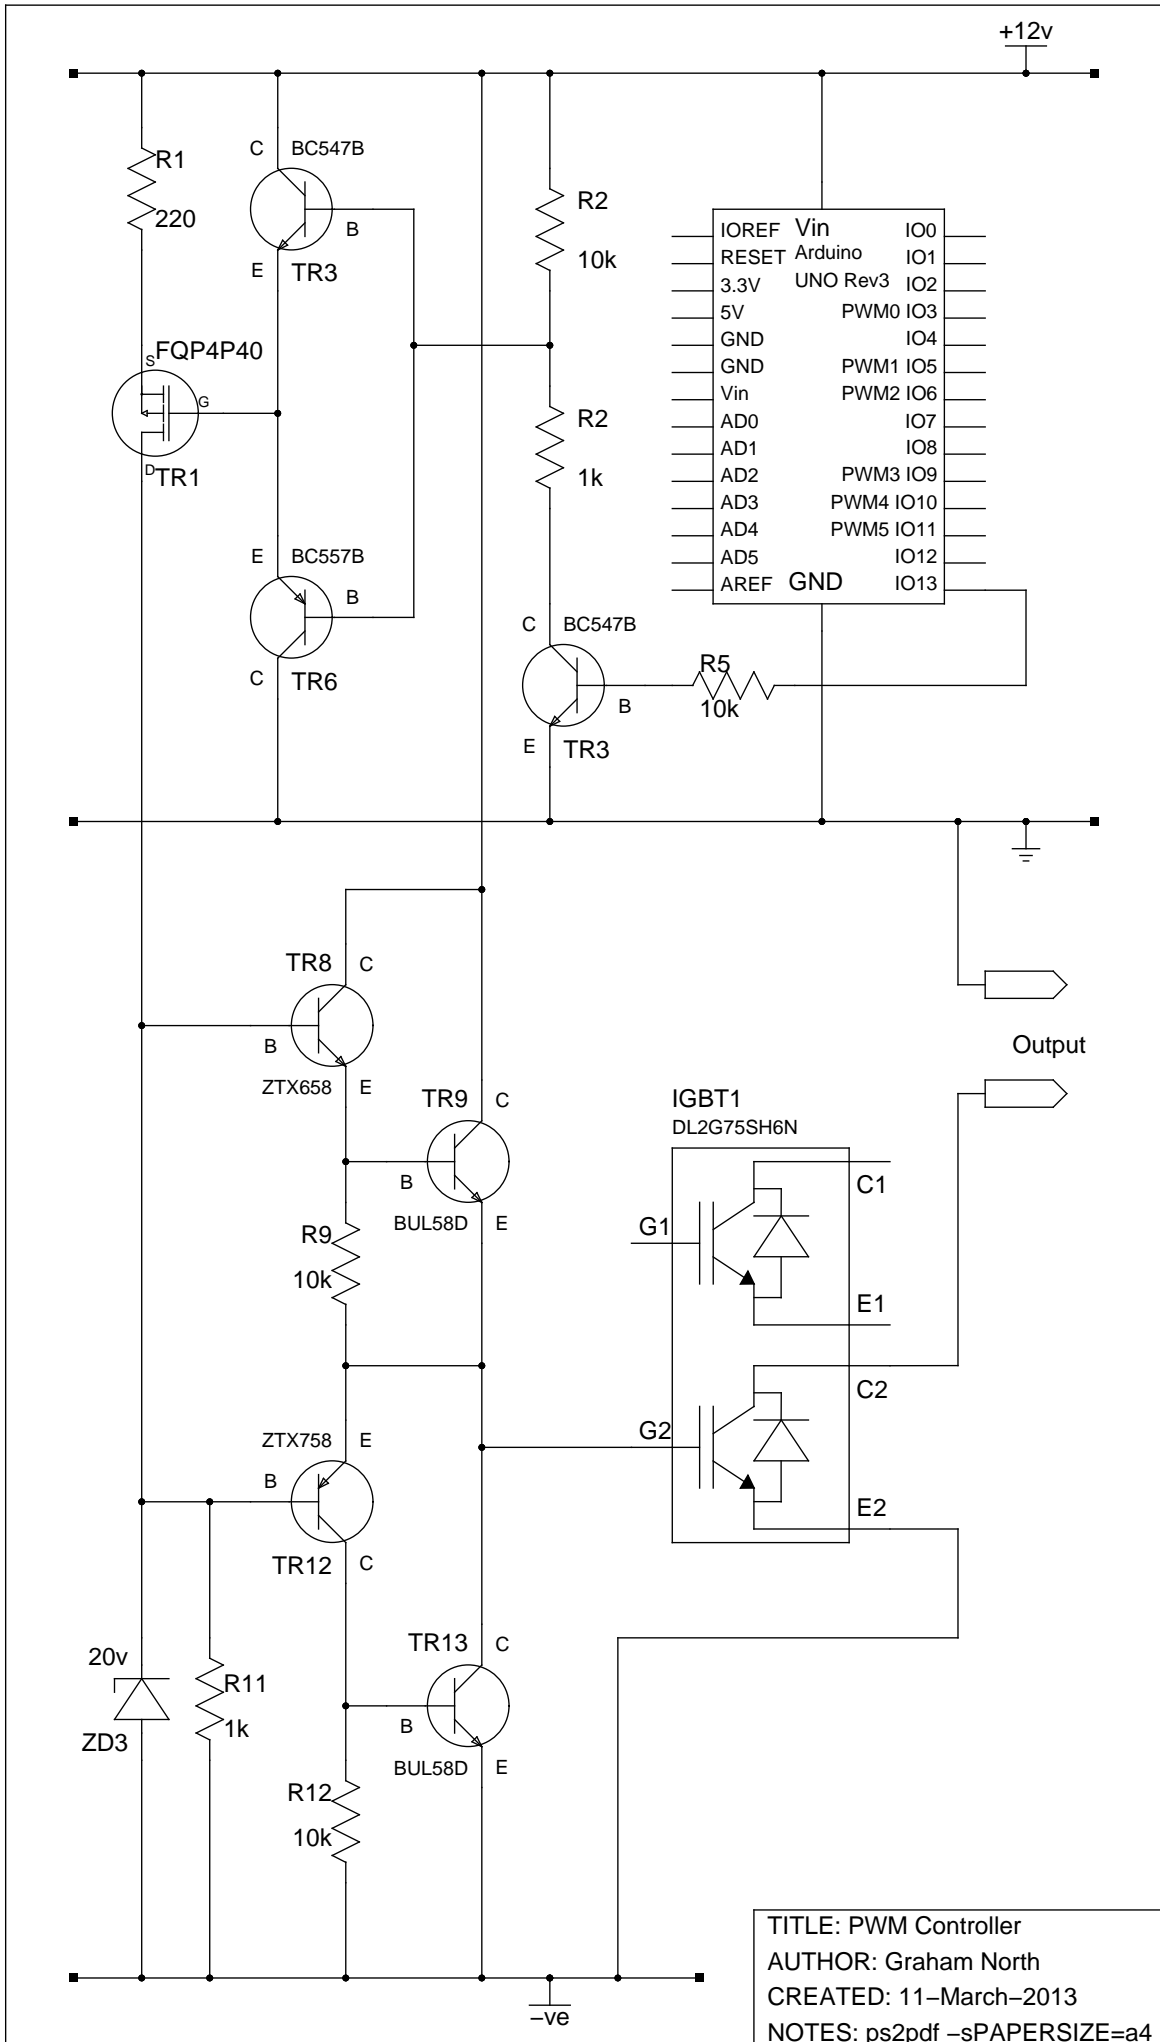 +12v
R1
220
C
BC547B
B
E
TR3
R2
10k
IOREF
RESET
3.3V
5V
GND
GND
Vin
AD0
AD1
AD2
AD3
AD4
AD5
AREF
Vin
Arduino
UNO Rev3
GND
IO0
IO1
IO2
PWM0 IO3
IO4
PWM1 IO5
PWM2 IO6
IO7
IO8
PWM3 IO9
PWM4 IO10
PWM5 IO11
IO12
IO13
FQP4P40
S
G
D
TR1
R2
1k
E
BC557B
B
C
TR6
C
BC547B
B
E
TR3
R5
10k
TR8
C
B
ZTX658
E
Output
TR9
C
B
BUL58D
E
R9
10k
IGBT1
DL2G75SH6N
C1
G1
E1
C2
G2
E2
ZTX758
E
B
TR12
C
20v
ZD3
R11
1k
TR13
C
B
BUL58D
E
R12
10k
−ve
TITLE: PWM Controller
AUTHOR: Graham North
CREATED: 11−March−2013
NOTES: ps2pdf −sPAPERSIZE=a4